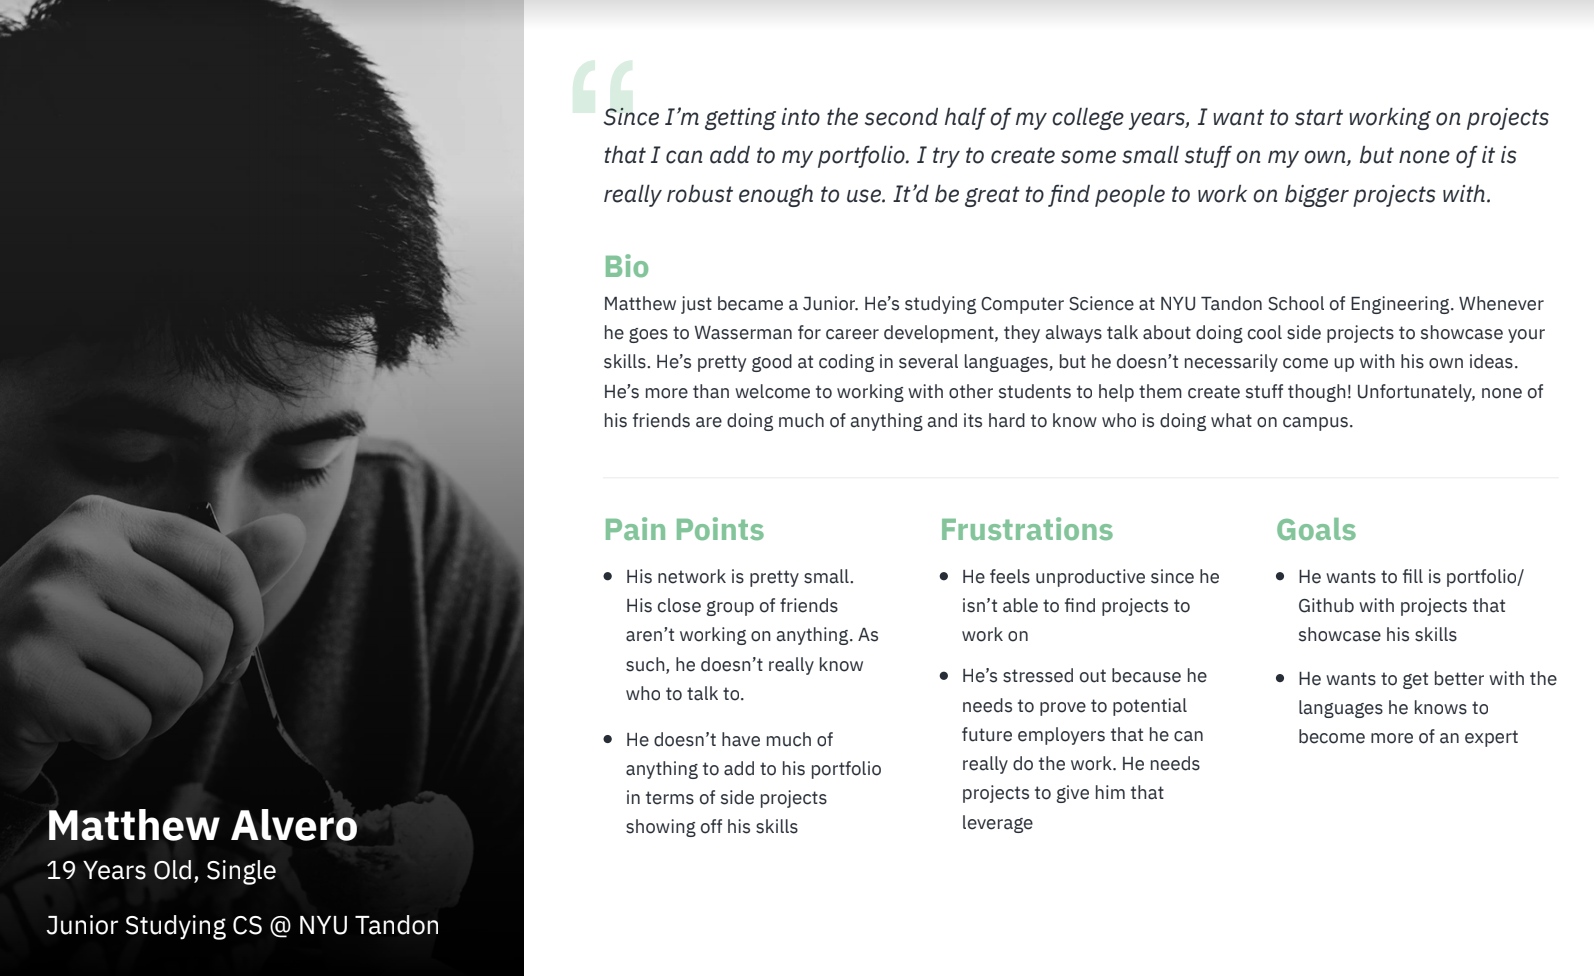 Since I’m getting into the second half of my college years, I want to start working on projects
that I can add to my portfolio. I try to create some small stuff on my own, but none of it is
really robust enough to use. It’d be great to find people to work on bigger projects with.
Bio
Matthew just became a Junior. He’s studying Computer Science at NYU Tandon School of Engineering. Whenever
he goes to Wasserman for career development, they always talk about doing cool side projects to showcase your
skills. He’s pretty good at coding in several languages, but he doesn’t necessarily come up with his own ideas.
He’s more than welcome to working with other students to help them create stuff though! Unfortunately, none of
his friends are doing much of anything and its hard to know who is doing what on campus.
Pain Points
• His network is pretty small.
His close group of friends
aren’t working on anything. As
such, he doesn’t really know
who to talk to.
• He doesn’t have much of
anything to add to his portfolio
in terms of side projects
showing off his skills
Frustrations
• He feels unproductive since he
isn’t able to find projects to
work on
• He’s stressed out because he
needs to prove to potential
future employers that he can
really do the work. He needs
projects to give him that
leverage
Goals
• He wants to fill is portfolio/
Github with projects that
showcase his skills
• He wants to get better with the
languages he knows to
become more of an expert
Matthew Alvero
19 Years Old, Single
Junior Studying CS @ NYU Tandon